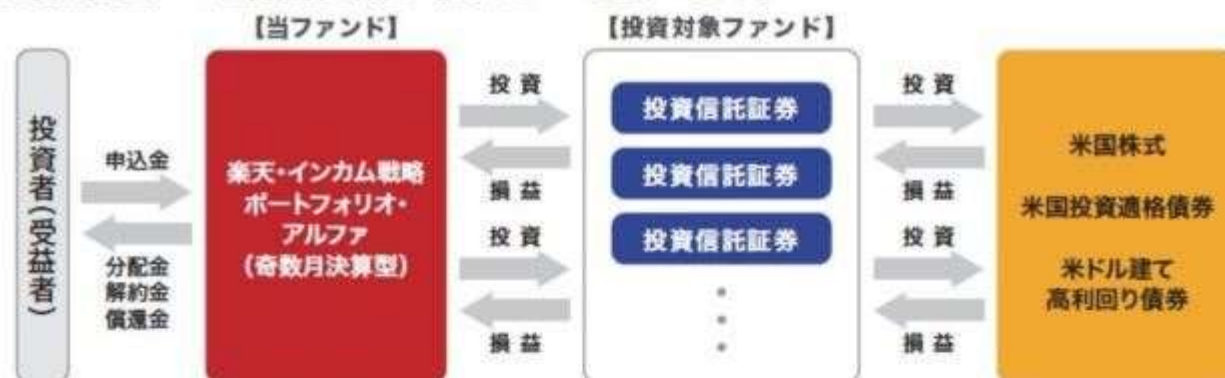 【当ファンド】
【投資対象ファンド】
投資者(受益者)
申込金
分配金
解約金
償還金
楽天・インカム戦略
ポートフォリオ・
アルファ
(奇数月決算型)
投資
損益
投資
損益
投資信託証券
投資信託証券
投資信託証券
投資
損益
投資
損益
米国株式
米国投資適格債券
米ドル建て
高利回り債券